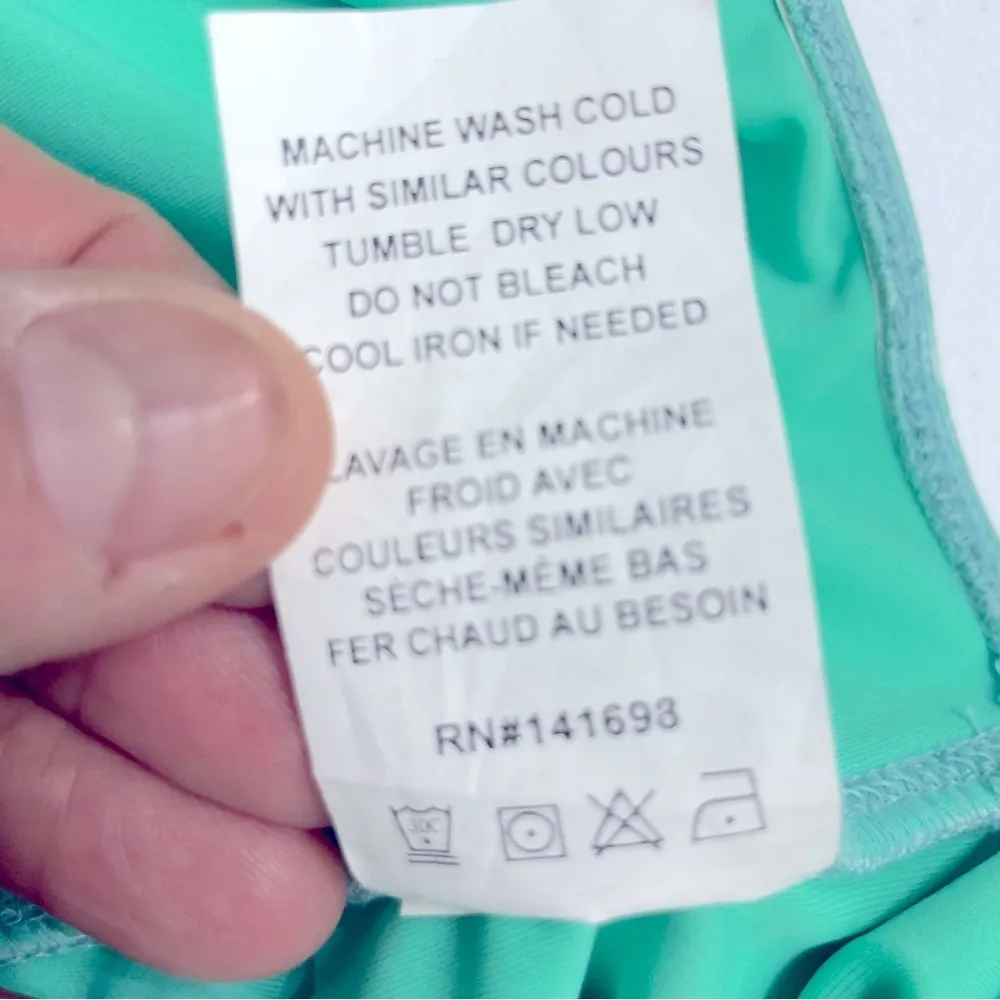 MACHINE WASH COLD
WITH SIMILAR COLOURS
TUMBLE DRY LOW
DO NOT BLEACH
COOL IRON IF NEEDED
LAVAGE EN MACHINE
FROID AVEC
COULEURS SIMILAIRES
SÈCHE-MÊME BAS
FER CHAUD AU BESOIN
RN#141693
30C